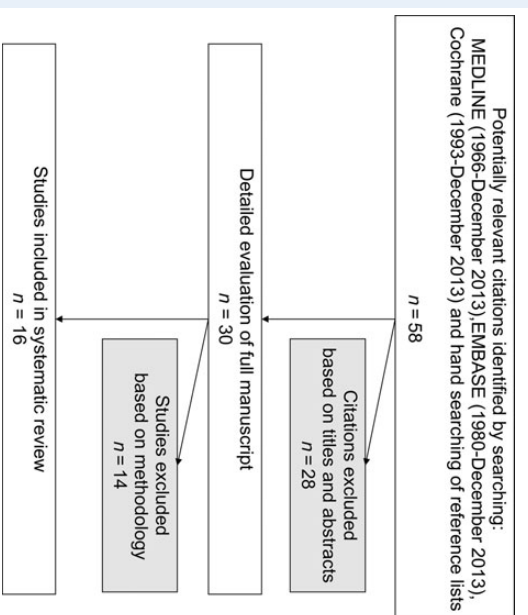 Potentially relevant citations identified by searching:
MEDLINE (1966-December 2013),EMBASE (1980-December 2013),
Cochrane (1993-December 2013) and hand searching of reference lists
n = 58
Citations excluded
based on titles and abstracts
n = 28
Detailed evaluation of full manuscript
n = 30
Studies excluded
based on methodology
n = 14
Studies included in systematic review
n = 16